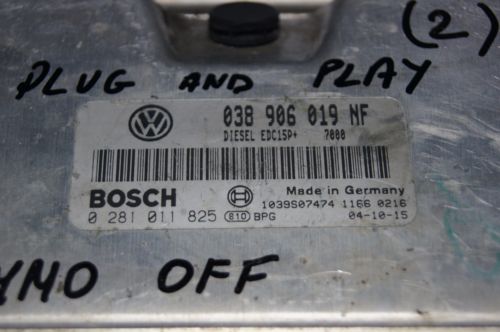 (2)
PLUG AND PLAY
038 906 019 NF
DIESEL EDC15P+ 7000
BOSCH
Made in Germany
0 281 011 825 810 BPG
1039S07474 1166 0216
04-10-15
OFF